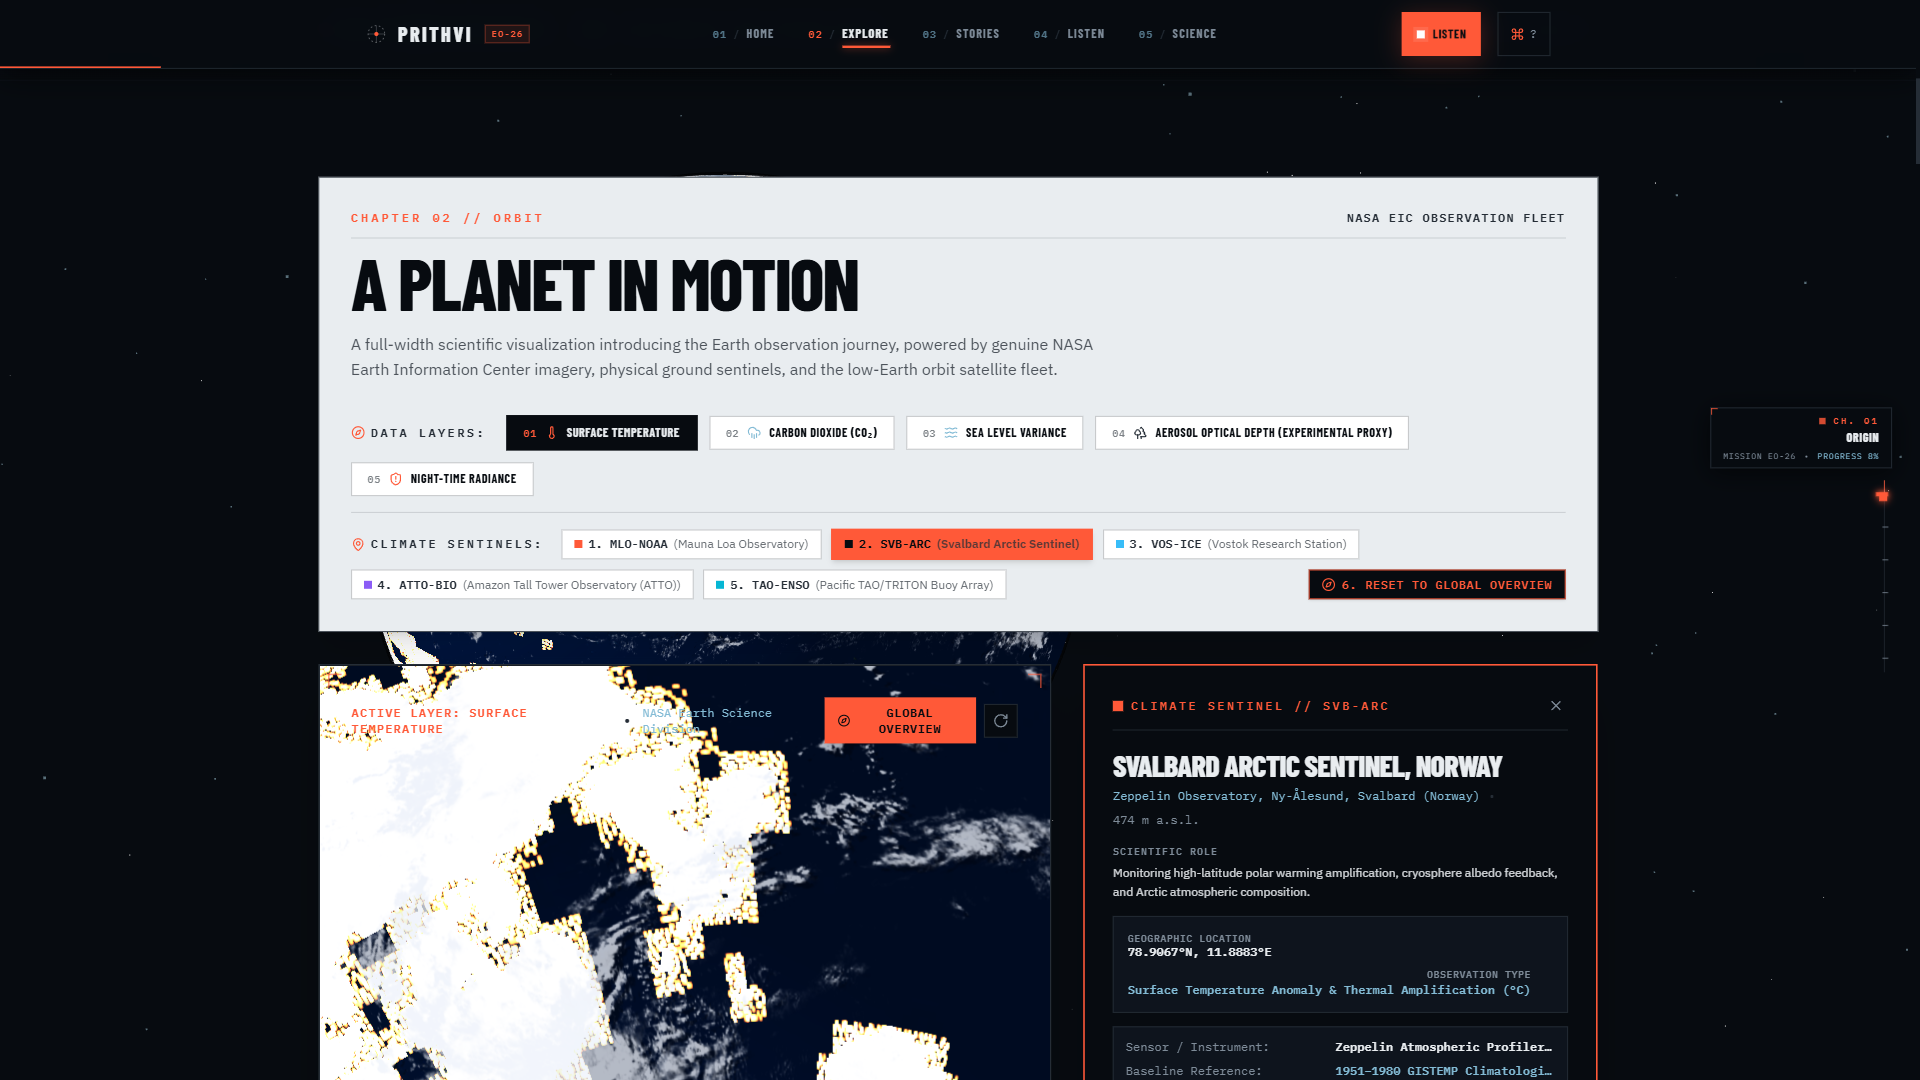 PRITHVI EO-26
01 / HOME 02 / EXPLORE 03 / STORIES 04 / LISTEN 05 / SCIENCE
LISTEN
⌘ ?
CHAPTER 02 // ORBIT
NASA EIC OBSERVATION FLEET
A PLANET IN MOTION
A full-width scientific visualization introducing the Earth observation journey, powered by genuine NASA
Earth Information Center imagery, physical ground sentinels, and the low-Earth orbit satellite fleet.
DATA LAYERS: 01 SURFACE TEMPERATURE 02 CARBON DIOXIDE (CO₂) 03 SEA LEVEL VARIANCE 04 AEROSOL OPTICAL DEPTH (EXPERIMENTAL PROXY)
05 NIGHT-TIME RADIANCE
CLIMATE SENTINELS: 1. MLO-NOAA (Mauna Loa Observatory) 2. SVB-ARC (Svalbard Arctic Sentinel) 3. VOS-ICE (Vostok Research Station)
4. ATTO-BIO (Amazon Tall Tower Observatory (ATTO)) 5. TAO-ENSO (Pacific TAO/TRITON Buoy Array) 6. RESET TO GLOBAL OVERVIEW
CH. 01
ORIGIN
MISSION EO-26 • PROGRESS 8%
ACTIVE LAYER: SURFACE
TEMPERATURE
• NASA Earth Science
Division
GLOBAL
OVERVIEW
CLIMATE SENTINEL // SVB-ARC
SVALBARD ARCTIC SENTINEL, NORWAY
Zeppelin Observatory, Ny-Ålesund, Svalbard (Norway) •
474 m a.s.l.
SCIENTIFIC ROLE
Monitoring high-latitude polar warming amplification, cryosphere albedo feedback,
and Arctic atmospheric composition.
GEOGRAPHIC LOCATION
78.9067°N, 11.8883°E
OBSERVATION TYPE
Surface Temperature Anomaly & Thermal Amplification (°C)
Sensor / Instrument: Zeppelin Atmospheric Profiler…
Baseline Reference: 1951–1980 GISTEMP Climatologi…